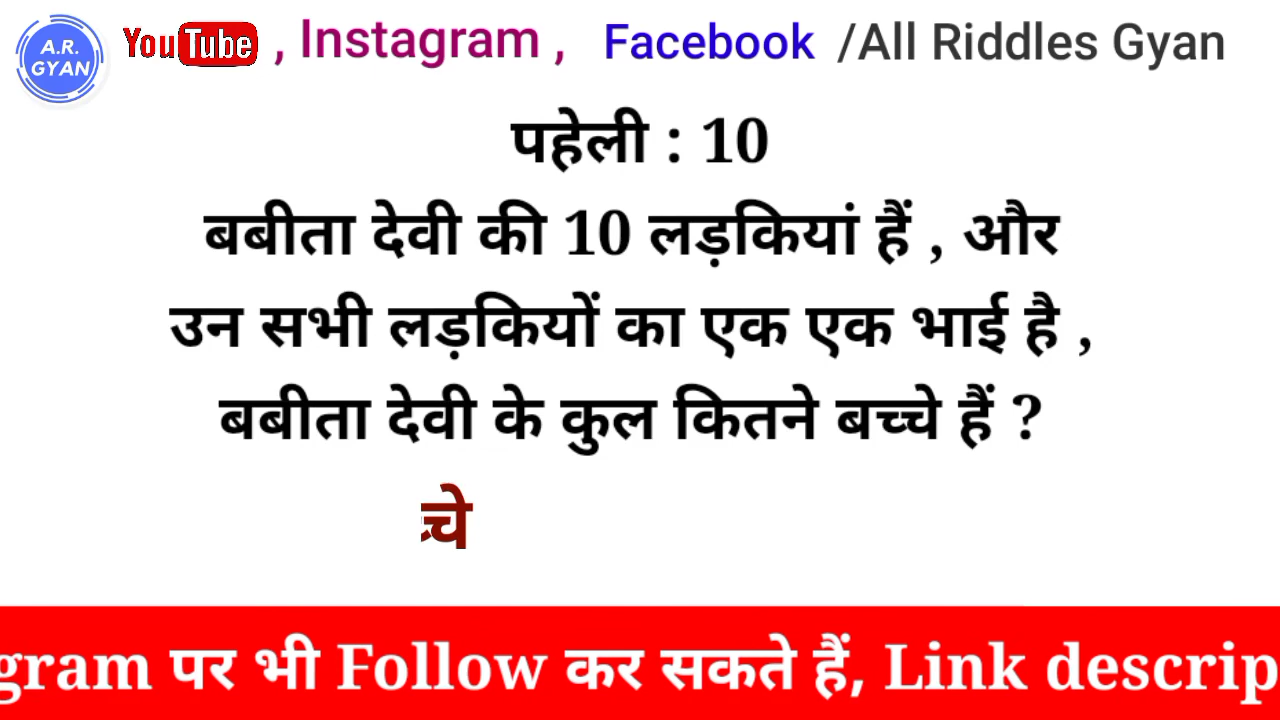 A.R.
GYAN
YouTube , Instagram , Facebook /All Riddles Gyan
पहेली : 10
बबीता देवी की 10 लड़कियां हैं , और
उन सभी लड़कियों का एक एक भाई है ,
बबीता देवी के कुल कितने बच्चे हैं ?
gram पर भी Follow कर सकते हैं, Link descrip